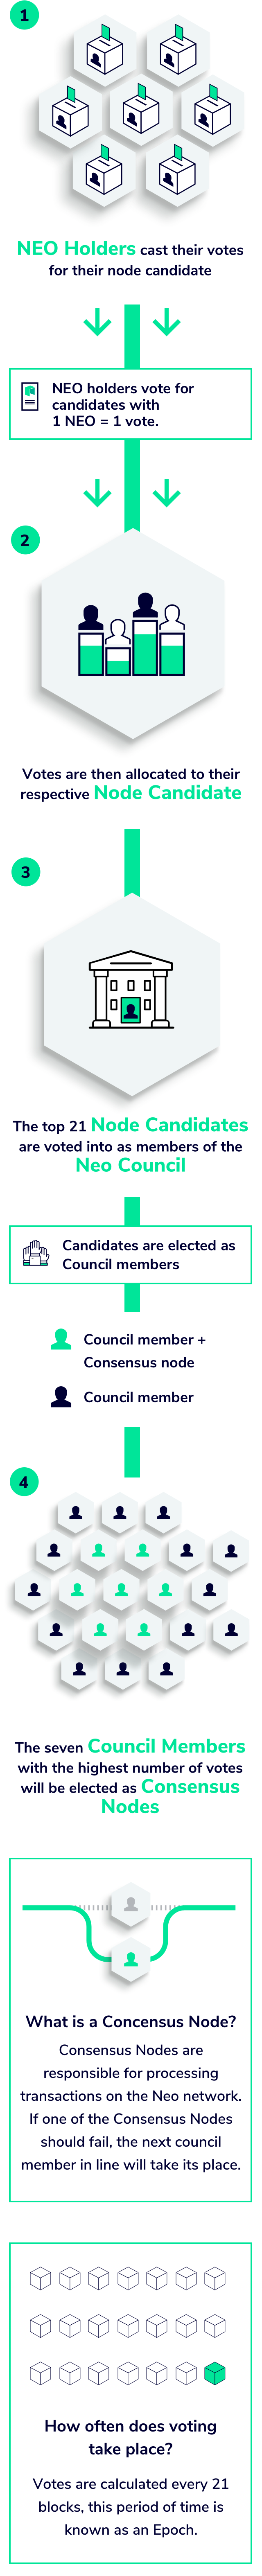 1
NEO Holders cast their votes
for their node candidate
NEO holders vote for
candidates with
1 NEO = 1 vote.
2
Votes are then allocated to their
respective Node Candidate
3
The top 21 Node Candidates
are voted into as members of the
Neo Council
Candidates are elected as
Council members
Council member +
Consensus node
Council member
4
The seven Council Members
with the highest number of votes
will be elected as Consensus
Nodes
What is a Concensus Node?
Consensus Nodes are
responsible for processing
transactions on the Neo network.
If one of the Consensus Nodes
should fail, the next council
member in line will take its place.
How often does voting
take place?
Votes are calculated every 21
blocks, this period of time is
known as an Epoch.